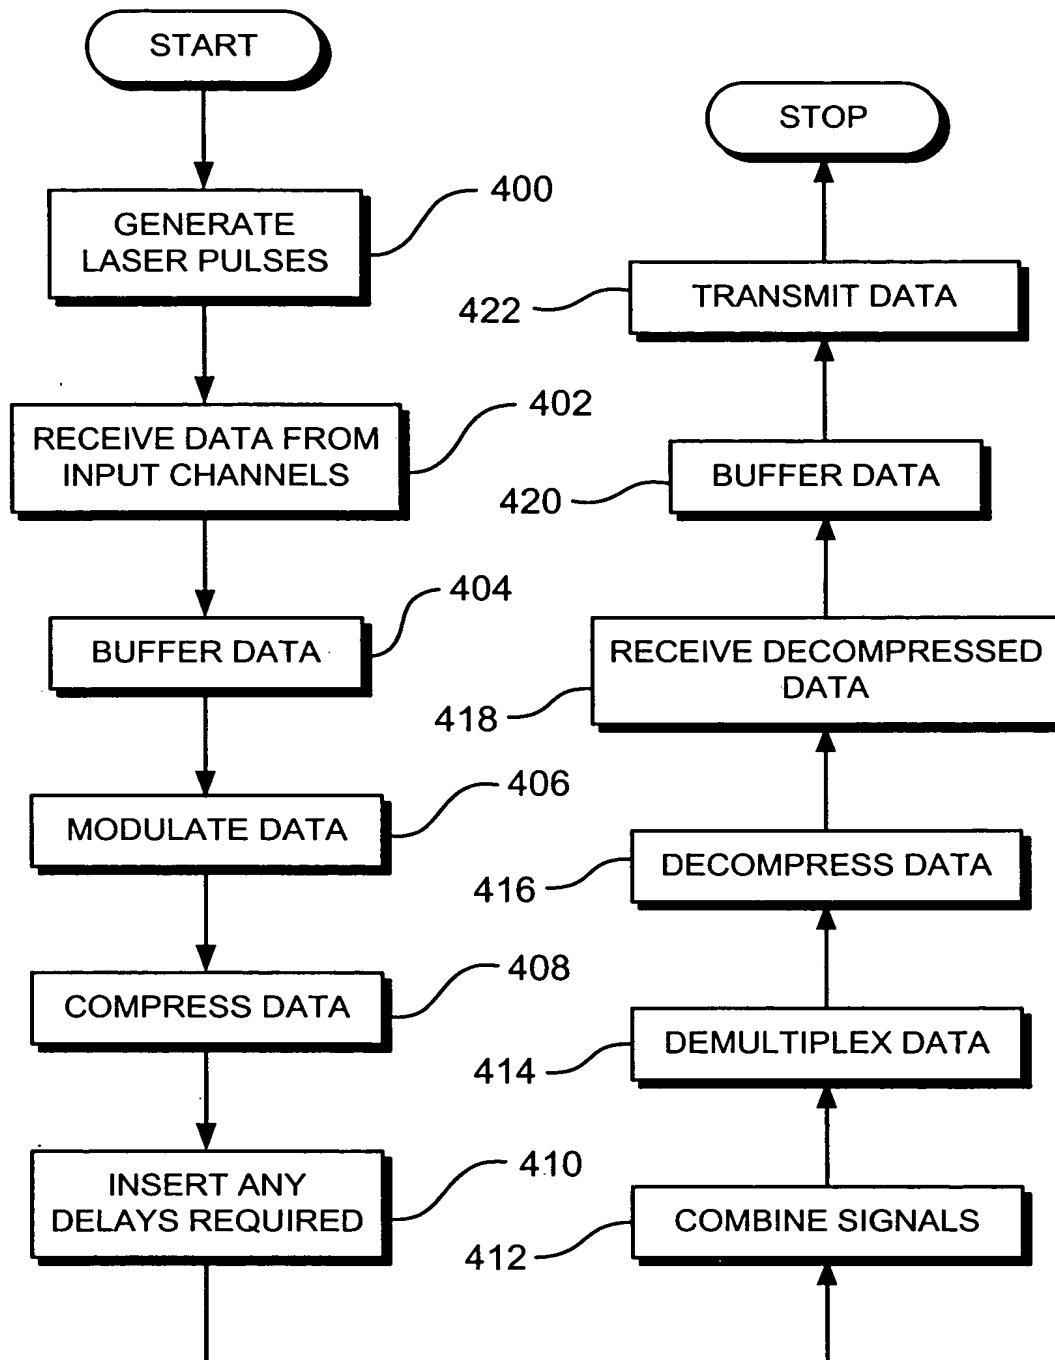 START
400
GENERATE
LASER PULSES
402
RECEIVE DATA FROM
INPUT CHANNELS
404
BUFFER DATA
406
MODULATE DATA
408
COMPRESS DATA
410
INSERT ANY
DELAYS REQUIRED
412
COMBINE SIGNALS
414
DEMULTIPLEX DATA
416
DECOMPRESS DATA
418
RECEIVE DECOMPRESSED
DATA
420
BUFFER DATA
422
TRANSMIT DATA
STOP